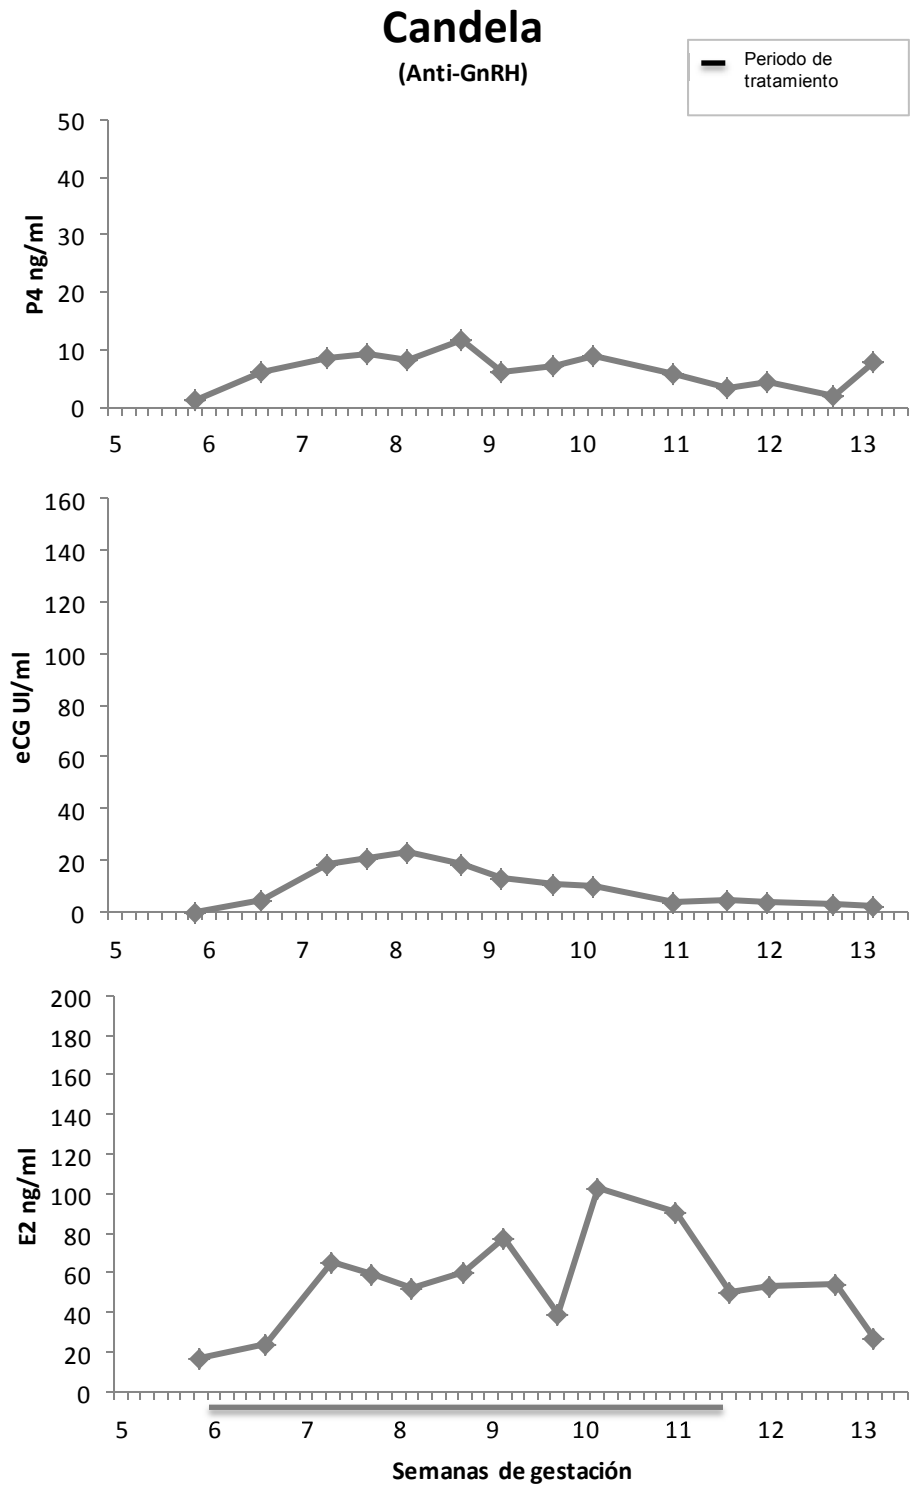 Candela
(Anti-GnRH)
Periodo de
tratamiento
P4 ng/ml
50
40
30
20
10
0
5 6 7 8 9 10 11 12 13
eCG UI/ml
160
140
120
100
80
60
40
20
0
5 6 7 8 9 10 11 12 13
E2 ng/ml
200
180
160
140
120
100
80
60
40
20
0
5 6 7 8 9 10 11 12 13
Semanas de gestación